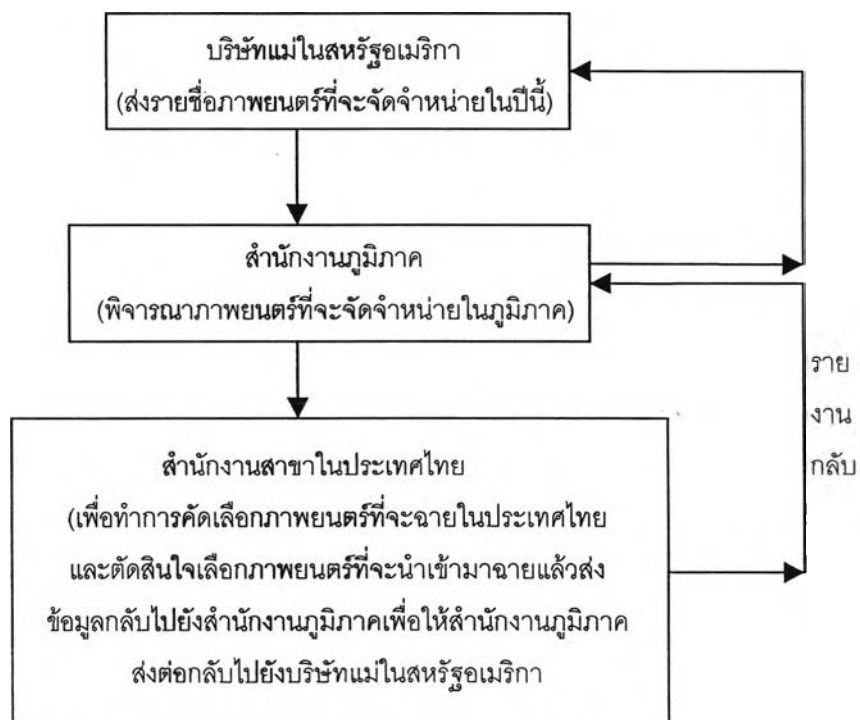 บริษัทแม่ในสหรัฐอเมริกา
(ส่งรายชื่อภาพยนตร์ที่จะจัดจำหน่ายในปีนี้)
สำนักงานภูมิภาค
(พิจารณาภาพยนตร์ที่จะจัดจำหน่ายในภูมิภาค)
ราย
งาน
กลับ
สำนักงานสาขาในประเทศไทย
(เพื่อทำการคัดเลือกภาพยนตร์ที่จะฉายในประเทศไทย
และตัดสินใจเลือกภาพยนตร์ที่จะนำเข้ามาฉายแล้วส่ง
ข้อมูลกลับไปยังสำนักงานภูมิภาคเพื่อให้สำนักงานภูมิภาค
ส่งต่อกลับไปยังบริษัทแม่ในสหรัฐอเมริกา